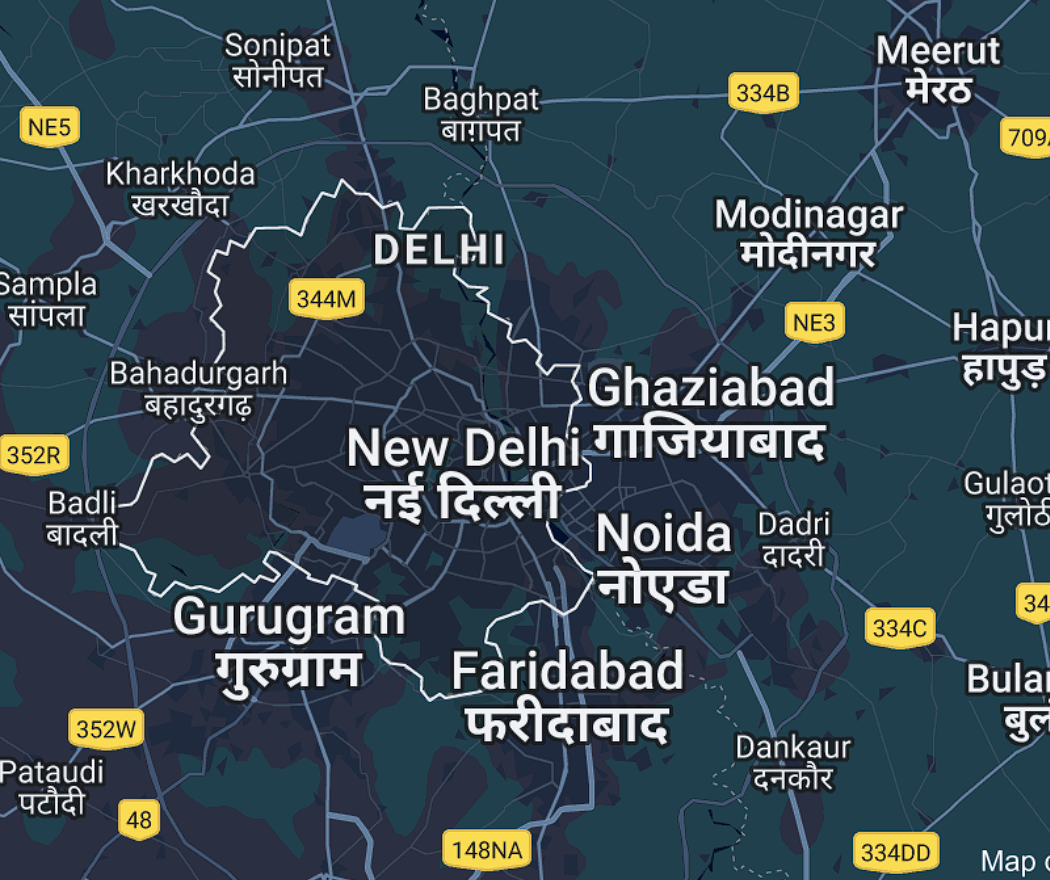 Sonipat
सोनीपत
Meerut
मेरठ
Baghpat
बाग़पत
334B
NE5
709A
Kharkhoda
खरखौदा
Modinagar
मोदीनगर
DELHI
Sampla
सांपला
344M
NE3
Hapur
हापुड़
Bahadurgarh
बहादुरगढ़
Ghaziabad
गाजियाबाद
New Delhi
नई दिल्ली
352R
Badli
बादली
Gulaot
गुलोठी
Noida
नोएडा
Dadri
दादरी
Gurugram
गुरुग्राम
34
334C
Faridabad
फरीदाबाद
Bular
बुल
352W
Dankaur
दनकौर
Pataudi
पटौदी
48
148NA
334DD
Map